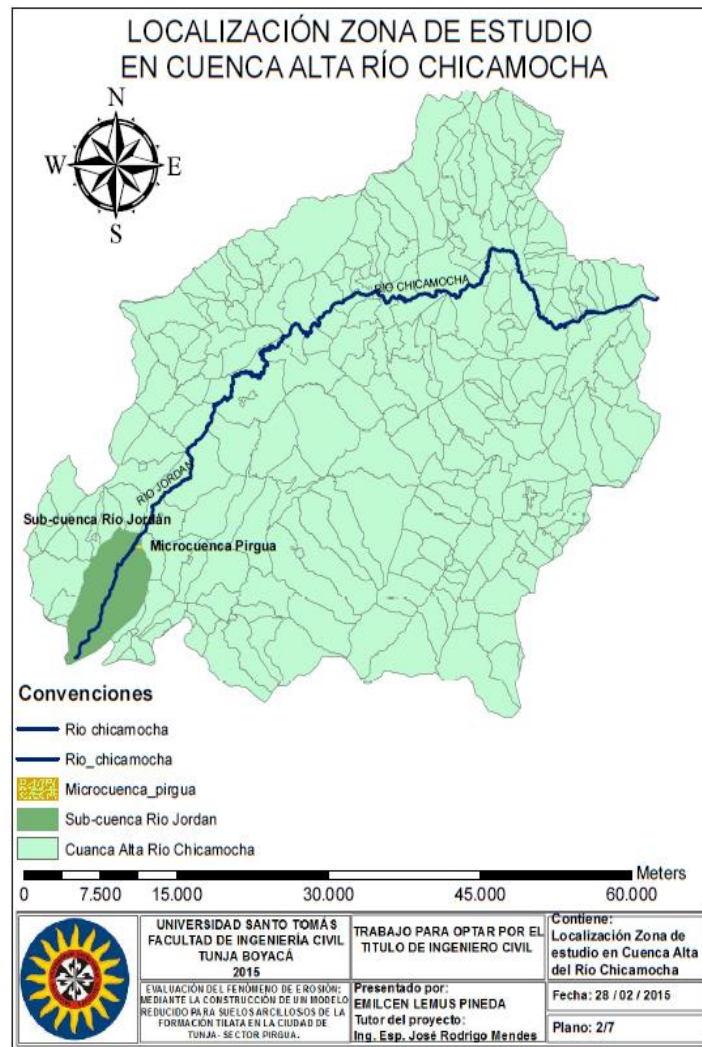 LOCALIZACIÓN ZONA DE ESTUDIO
EN CUENCA ALTA RÍO CHICAMOCHA
N
W
E
S
RIO CHICAMOCHA
RIO JORDAN
Sub-cuenca Rio Jordán
Microcuenca Pirgua
Convenciones
Rio chicamocha
Rio_chicamocha
Microcuenca_pirgua
Sub-cuenca Rio Jordan
Cuanca Alta Río Chicamocha
Meters
0 7.500 15.000 30.000 45.000 60.000
UNIVERSIDAD SANTO TOMÁS
FACULTAD DE INGENIERÍA CIVIL
TUNJA BOYACÁ
2015
EVALUACIÓN DEL FENÓMENO DE EROSIÓN;
MEDIANTE LA CONSTRUCCIÓN DE UN MODELO
REDUCIDO PARA SUELOS ARCILLOSOS DE LA
FORMACIÓN TILATA EN LA CIUDAD DE
TUNJA- SECTOR PIRGUA.
TRABAJO PARA OPTAR POR EL
TITULO DE INGENIERO CIVIL
Presentado por:
EMILCEN LEMUS PINEDA
Tutor del proyecto:
Ing. Esp. José Rodrigo Mendes
Contiene:
Localización Zona de
estudio en Cuenca Alta
del Río Chicamocha
Fecha: 28 / 02 / 2015
Plano: 2/7